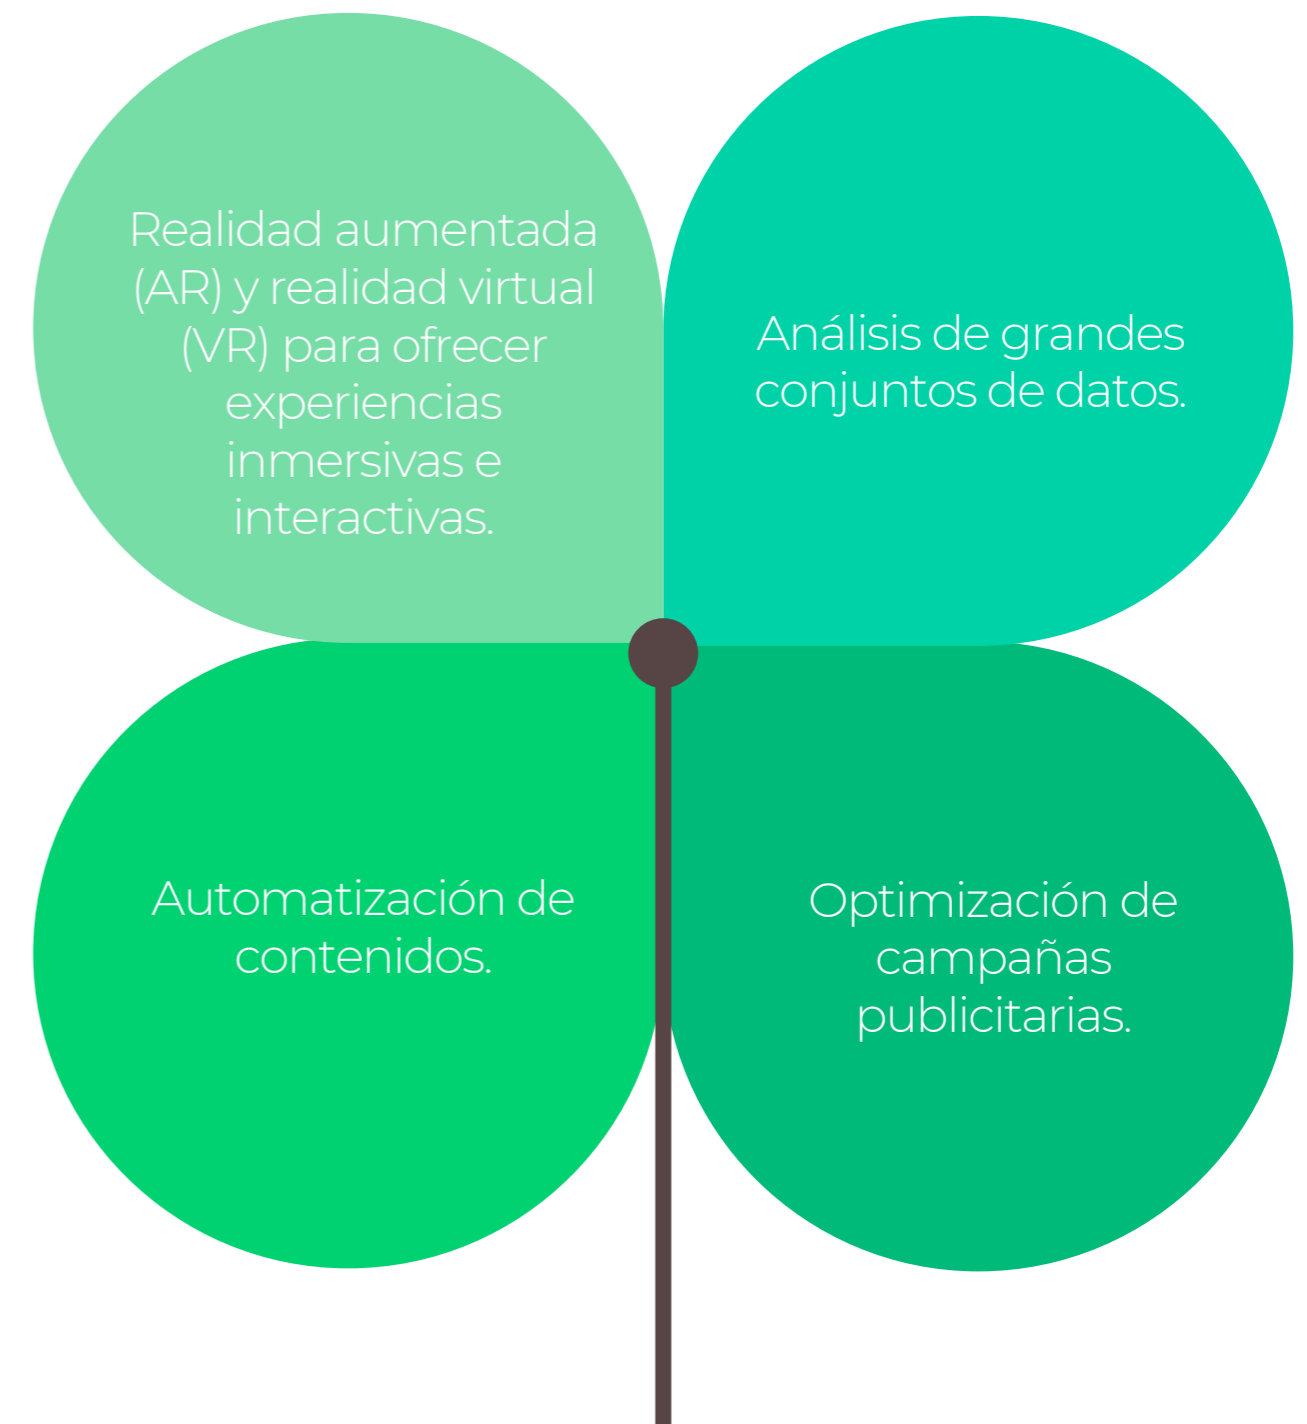 Realidad aumentada
(AR) y realidad virtual
(VR) para ofrecer
experiencias
inmersivas e
interactivas.
Análisis de grandes
conjuntos de datos.
Automatización de
contenidos.
Optimización de
campañas
publicitarias.